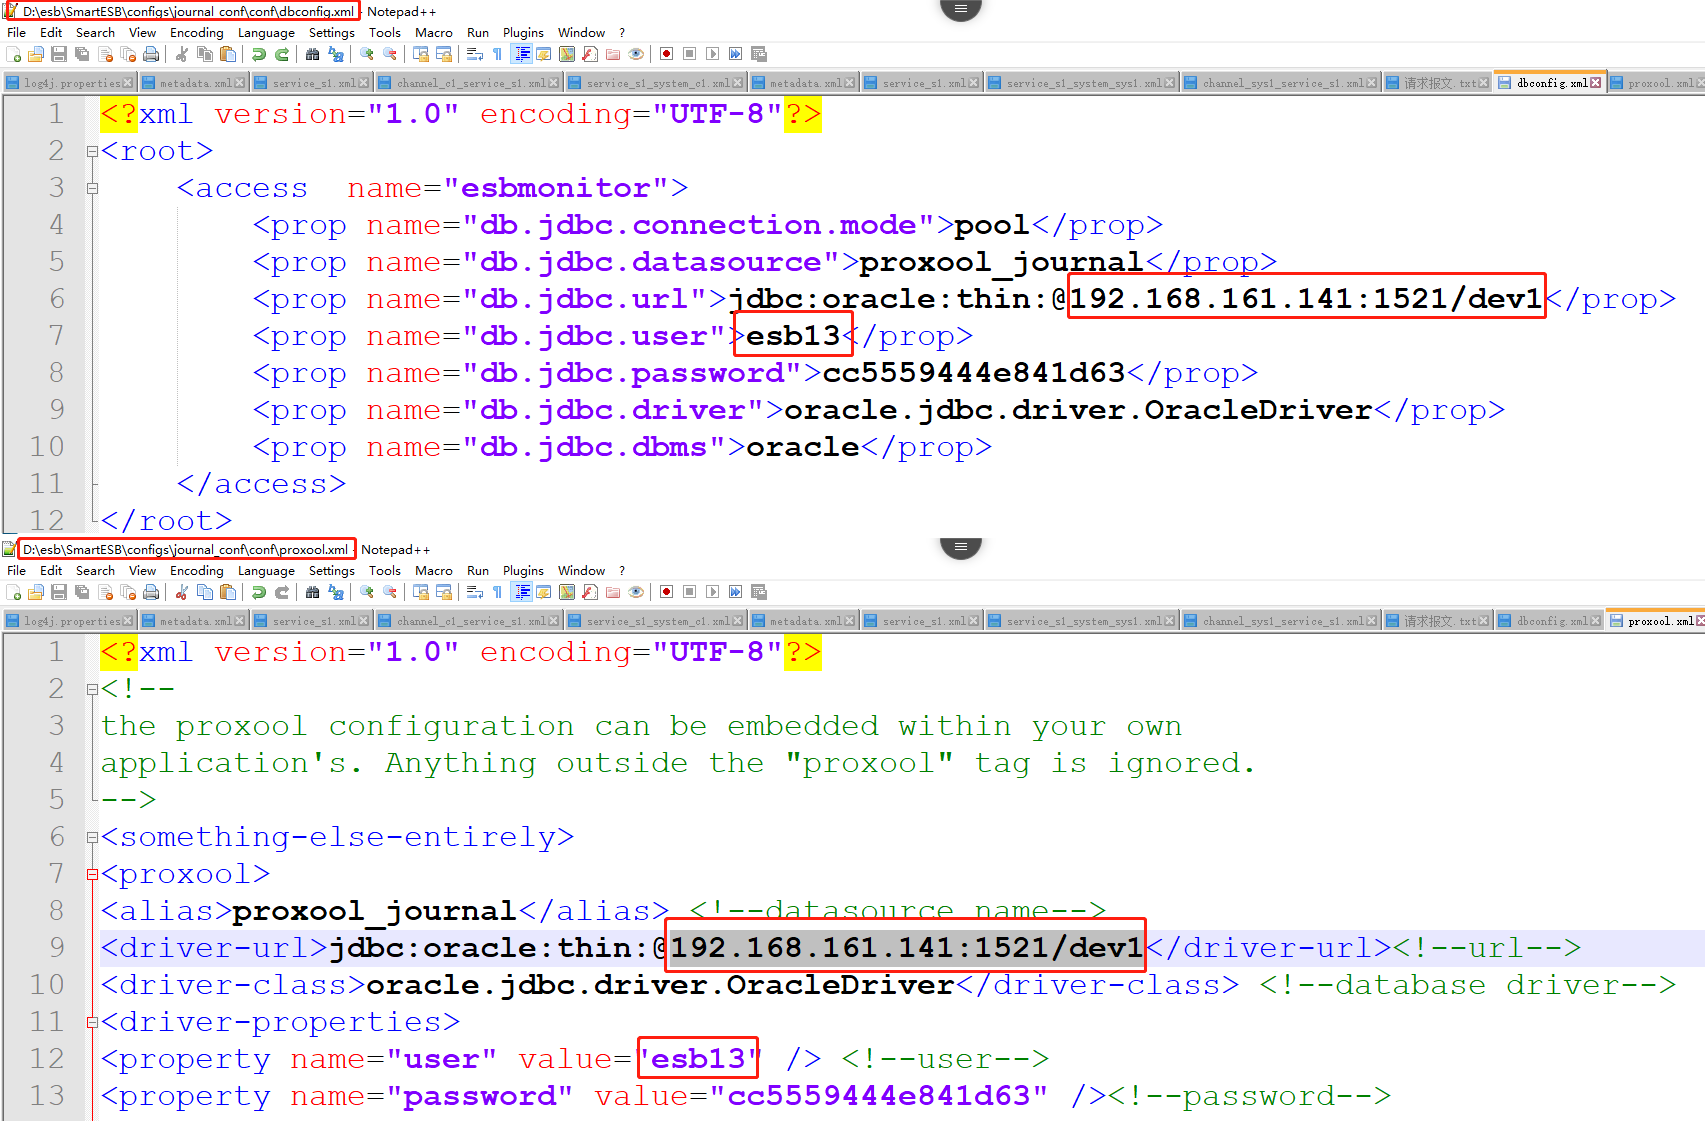 D:\esb\SmartESB\configs\journal_conf\conf\dbconfig.xml - Notepad++
File Edit Search View Encoding Language Settings Tools Macro Run Plugins Window ?
log4j.properties metadata.xml service_s1.xml channel_c1_service_s1.xml service_s1_system_c1.xml metadata.xml service_s1.xml service_s1_system_sys1.xml channel_sys1_service_s1.xml 请求报文.txt dbconfig.xml proxool.xml
1 <?xml version="1.0" encoding="UTF-8"?>
2 <root>
3 <access name="esbmonitor">
4 <prop name="db.jdbc.connection.mode">pool</prop>
5 <prop name="db.jdbc.datasource">proxool_journal</prop>
6 <prop name="db.jdbc.url">jdbc:oracle:thin:@192.168.161.141:1521/dev1</prop>
7 <prop name="db.jdbc.user">esb13</prop>
8 <prop name="db.jdbc.password">cc5559444e841d63</prop>
9 <prop name="db.jdbc.driver">oracle.jdbc.driver.OracleDriver</prop>
10 <prop name="db.jdbc.dbms">oracle</prop>
11 </access>
12 </root>
D:\esb\SmartESB\configs\journal_conf\conf\proxool.xml - Notepad++
File Edit Search View Encoding Language Settings Tools Macro Run Plugins Window ?
log4j.properties metadata.xml service_s1.xml channel_c1_service_s1.xml service_s1_system_c1.xml metadata.xml service_s1.xml service_s1_system_sys1.xml channel_sys1_service_s1.xml 请求报文.txt dbconfig.xml proxool.xml
1 <?xml version="1.0" encoding="UTF-8"?>
2 <!--
3 the proxool configuration can be embedded within your own
4 application's. Anything outside the "proxool" tag is ignored.
5 -->
6 <something-else-entirely>
7 <proxool>
8 <alias>proxool_journal</alias> <!--datasource name-->
9 <driver-url>jdbc:oracle:thin:@192.168.161.141:1521/dev1</driver-url><!--url-->
10 <driver-class>oracle.jdbc.driver.OracleDriver</driver-class> <!--database driver-->
11 <driver-properties>
12 <property name="user" value="esb13" /> <!--user-->
13 <property name="password" value="cc5559444e841d63" /><!--password-->